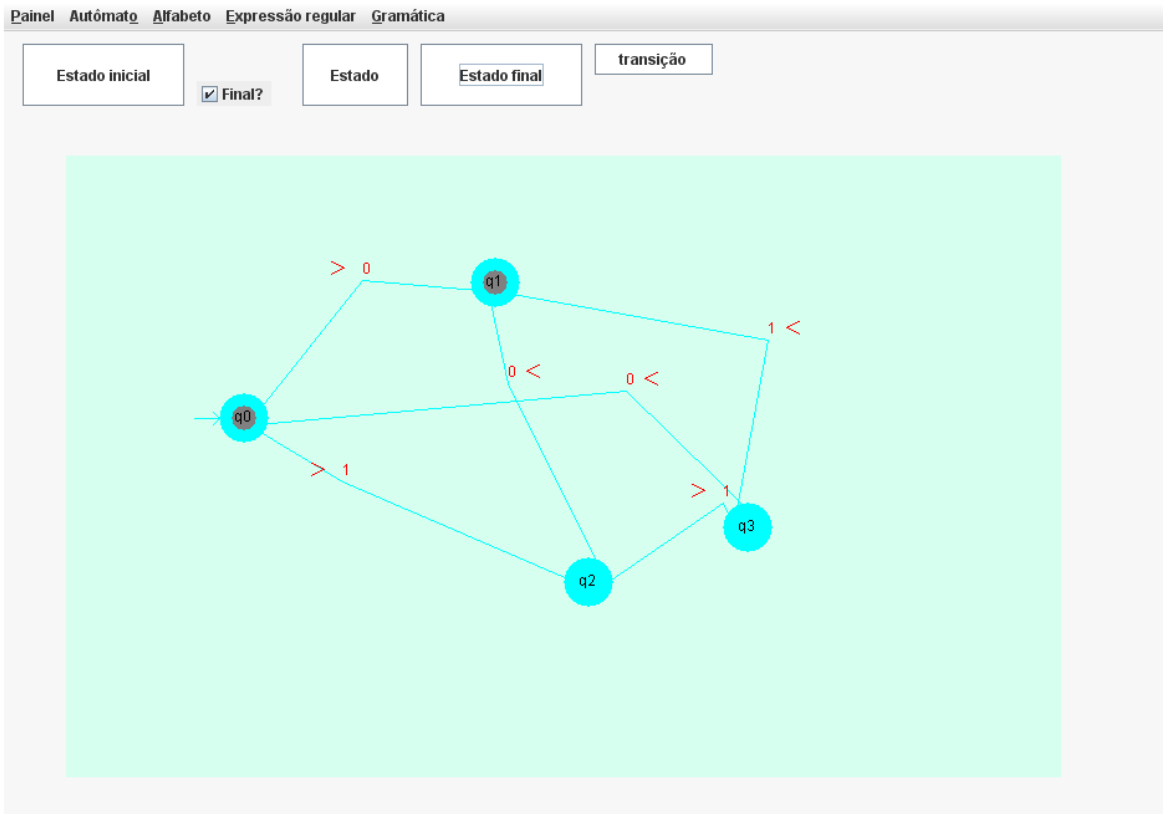 Painel Autômato Alfabeto Expressão regular Gramática
Estado inicial
Final?
Estado
Estado final
transição
> 0
q1
1 <
0 <
0 <
q0
> 1
> 1
q3
q2